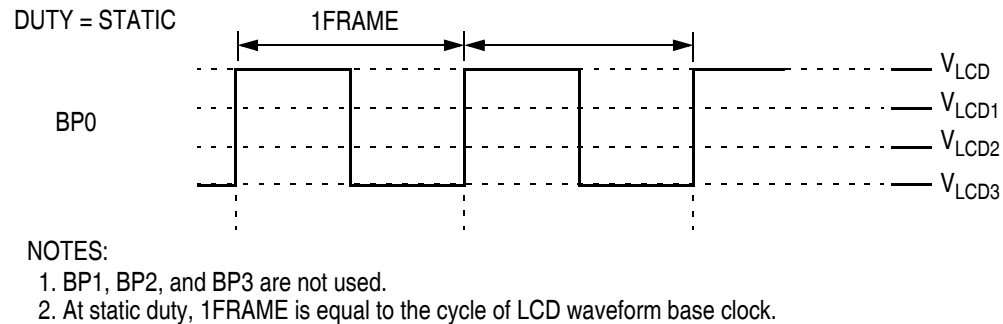 DUTY = STATIC
1FRAME
VLCD
VLCD1
BP0
VLCD2
VLCD3
NOTES:
1. BP1, BP2, and BP3 are not used.
2. At static duty, 1FRAME is equal to the cycle of LCD waveform base clock.